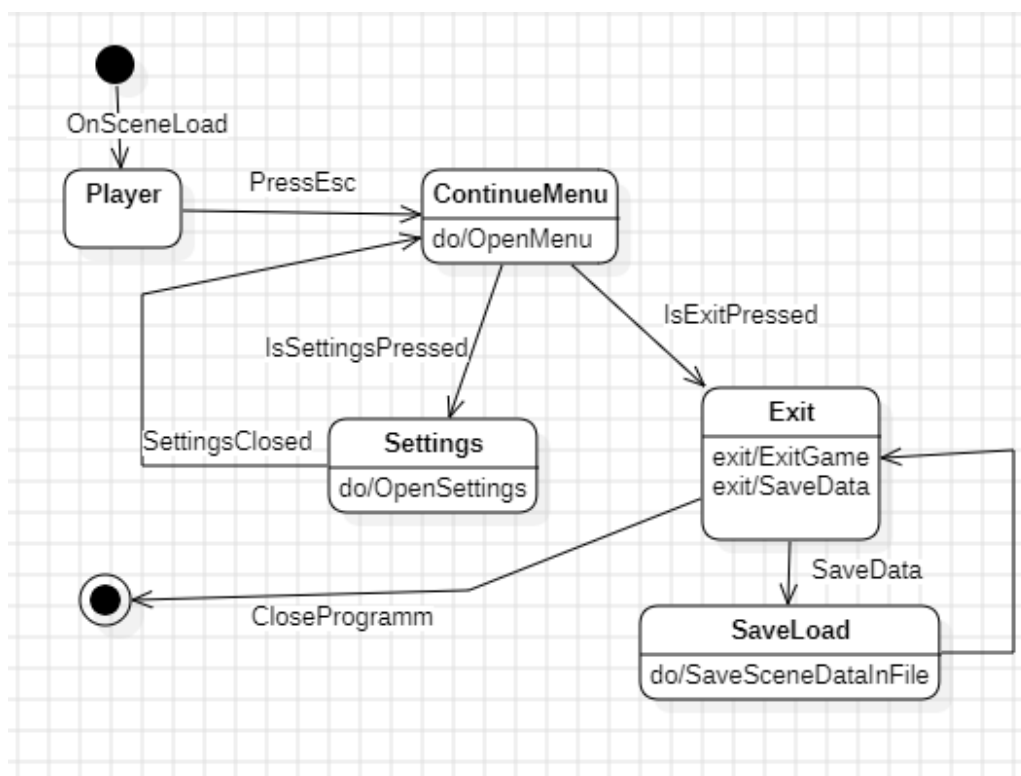 OnSceneLoad
Player
PressEsc
ContinueMenu
do/OpenMenu
IsExitPressed
IsSettingsPressed
Exit
exit/ExitGame
exit/SaveData
SettingsClosed
Settings
do/OpenSettings
SaveData
CloseProgramm
SaveLoad
do/SaveSceneDataInFile